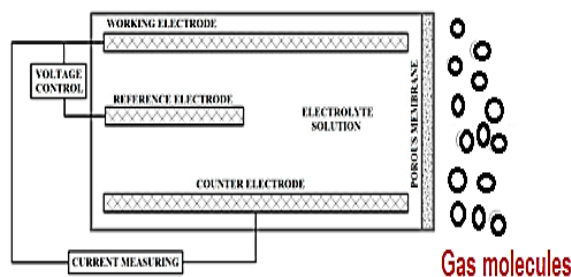 WORKING ELECTRODE
VOLTAGE
CONTROL
REFERENCE ELECTRODE
ELECTROLYTE
SOLUTION
POROUS MEMBRANE
COUNTER ELECTRODE
CURRENT MEASURING
Gas molecules